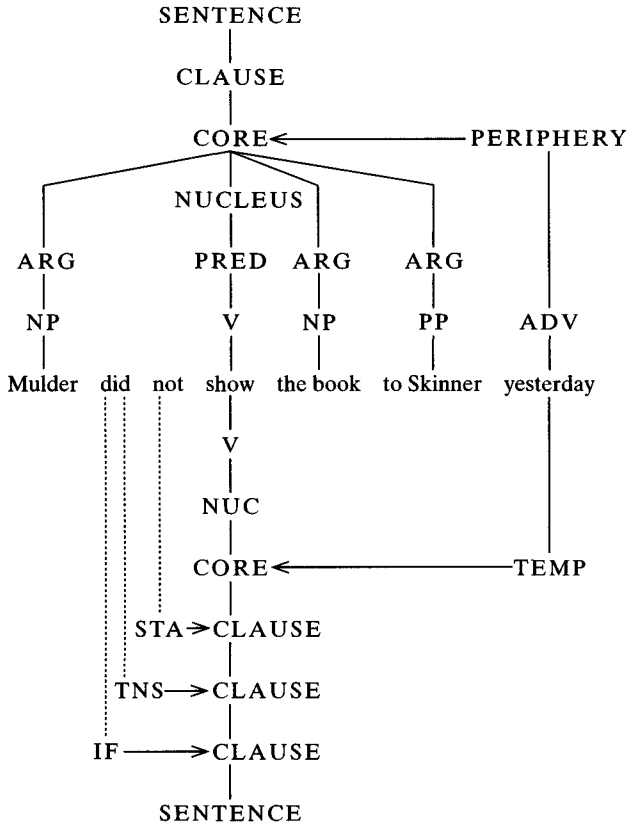 SENTENCE
CLAUSE
CORE PERIPHERY
NUCLEUS
ARG PRED ARG ARG
NP V NP PP ADV
Mulder did not show the book to Skinner yesterday
V
NUC
CORE TEMP
STA CLAUSE
TNS CLAUSE
IF CLAUSE
SENTENCE